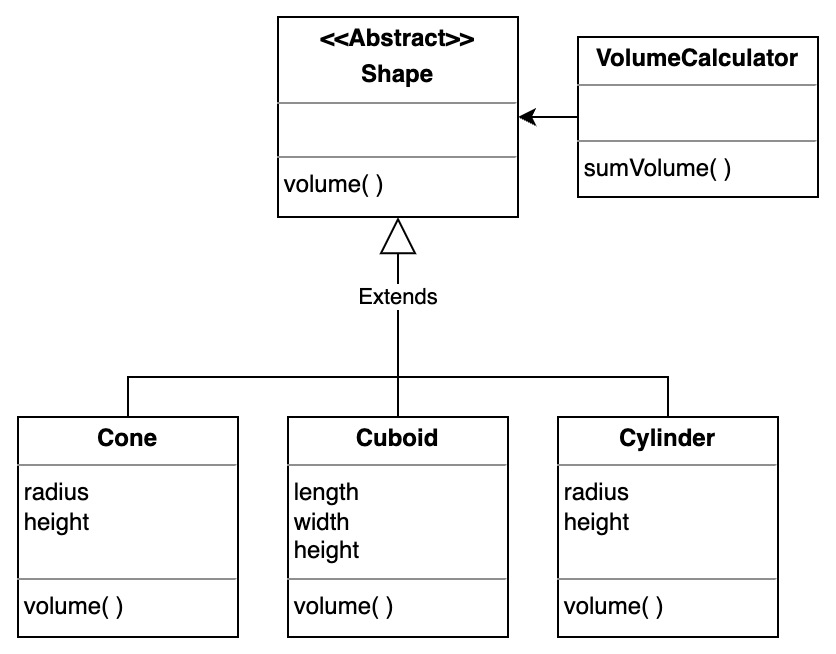 <<Abstract>>
Shape
volume( )
VolumeCalculator
sumVolume( )
Extends
Cone
radius
height
volume( )
Cuboid
length
width
height
volume( )
Cylinder
radius
height
volume( )